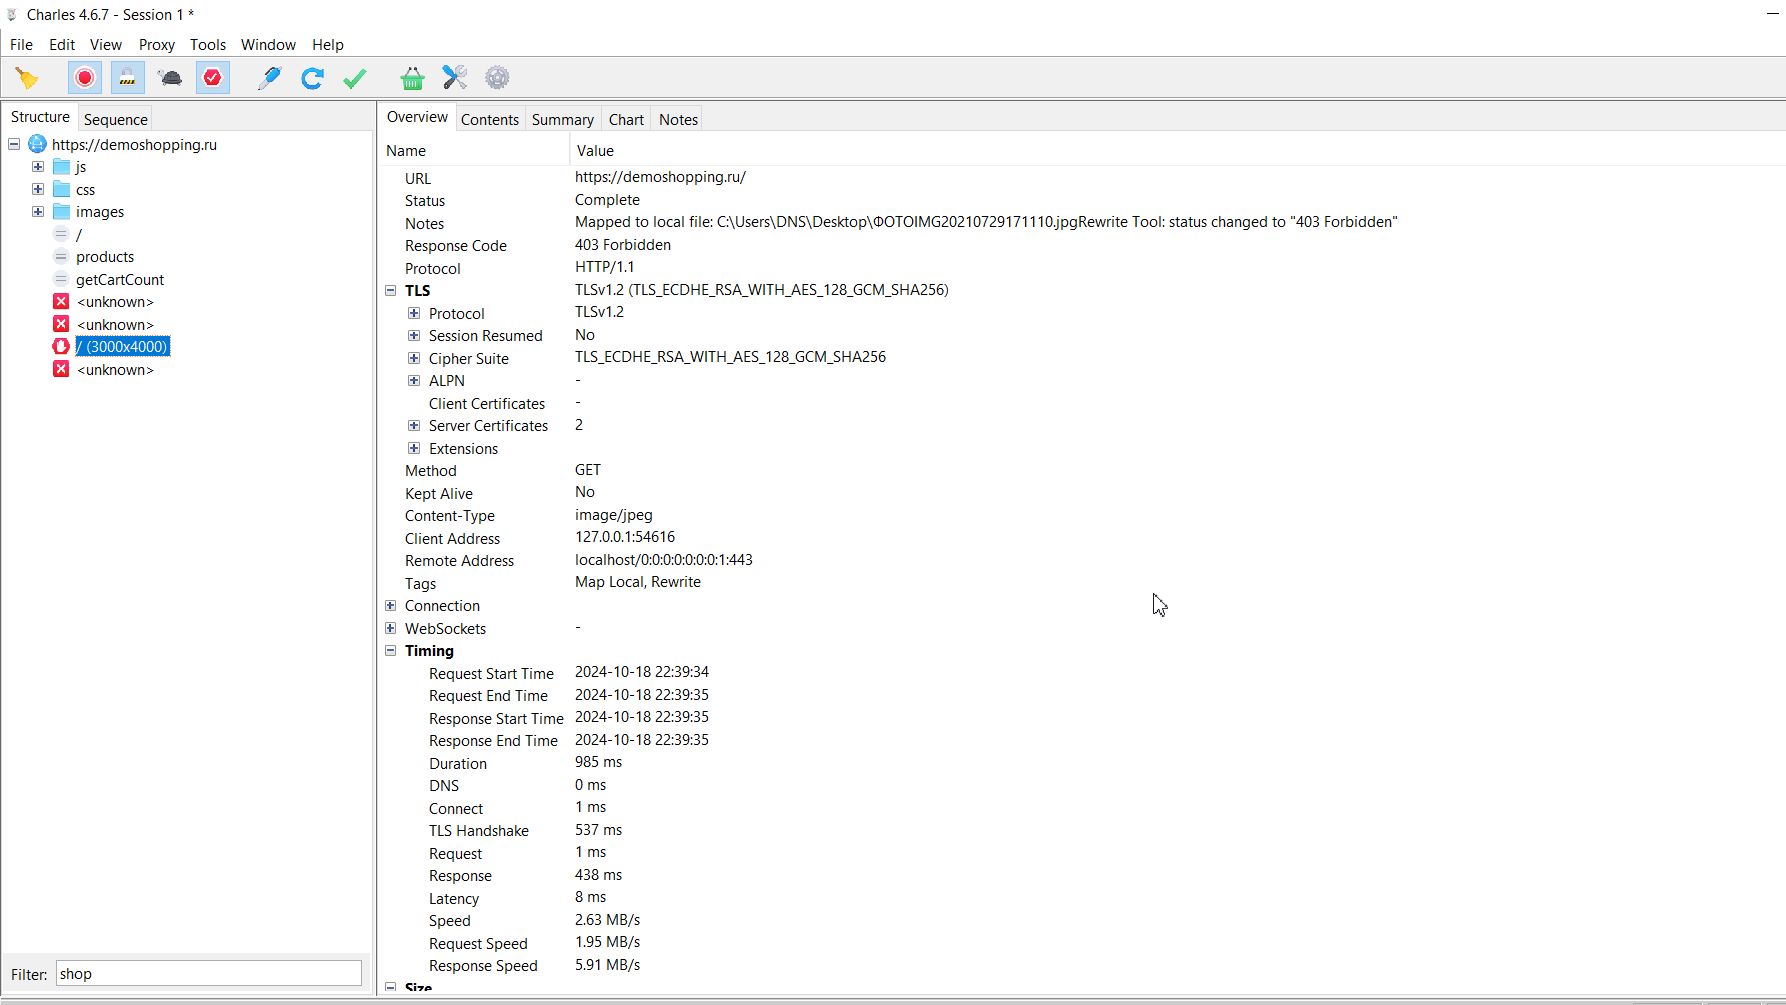 Charles 4.6.7 - Session 1 *
File Edit View Proxy Tools Window Help
Structure Sequence
https://demoshopping.ru
js
css
images
/
products
getCartCount
<unknown>
<unknown>
/ (3000x4000)
<unknown>
Filter: shop
Overview Contents Summary Chart Notes
Name Value
URL https://demoshopping.ru/
Status Complete
Notes Mapped to local file: C:\Users\DNS\Desktop\ФОТОIMG20210729171110.jpgRewrite Tool: status changed to "403 Forbidden"
Response Code 403 Forbidden
Protocol HTTP/1.1
TLS TLSv1.2 (TLS_ECDHE_RSA_WITH_AES_128_GCM_SHA256)
Protocol TLSv1.2
Session Resumed No
Cipher Suite TLS_ECDHE_RSA_WITH_AES_128_GCM_SHA256
ALPN -
Client Certificates -
Server Certificates 2
Extensions
Method GET
Kept Alive No
Content-Type image/jpeg
Client Address 127.0.0.1:54616
Remote Address localhost/0:0:0:0:0:0:0:1:443
Tags Map Local, Rewrite
Connection
WebSockets -
Timing
Request Start Time 2024-10-18 22:39:34
Request End Time 2024-10-18 22:39:35
Response Start Time 2024-10-18 22:39:35
Response End Time 2024-10-18 22:39:35
Duration 985 ms
DNS 0 ms
Connect 1 ms
TLS Handshake 537 ms
Request 1 ms
Response 438 ms
Latency 8 ms
Speed 2.63 MB/s
Request Speed 1.95 MB/s
Response Speed 5.91 MB/s
Size